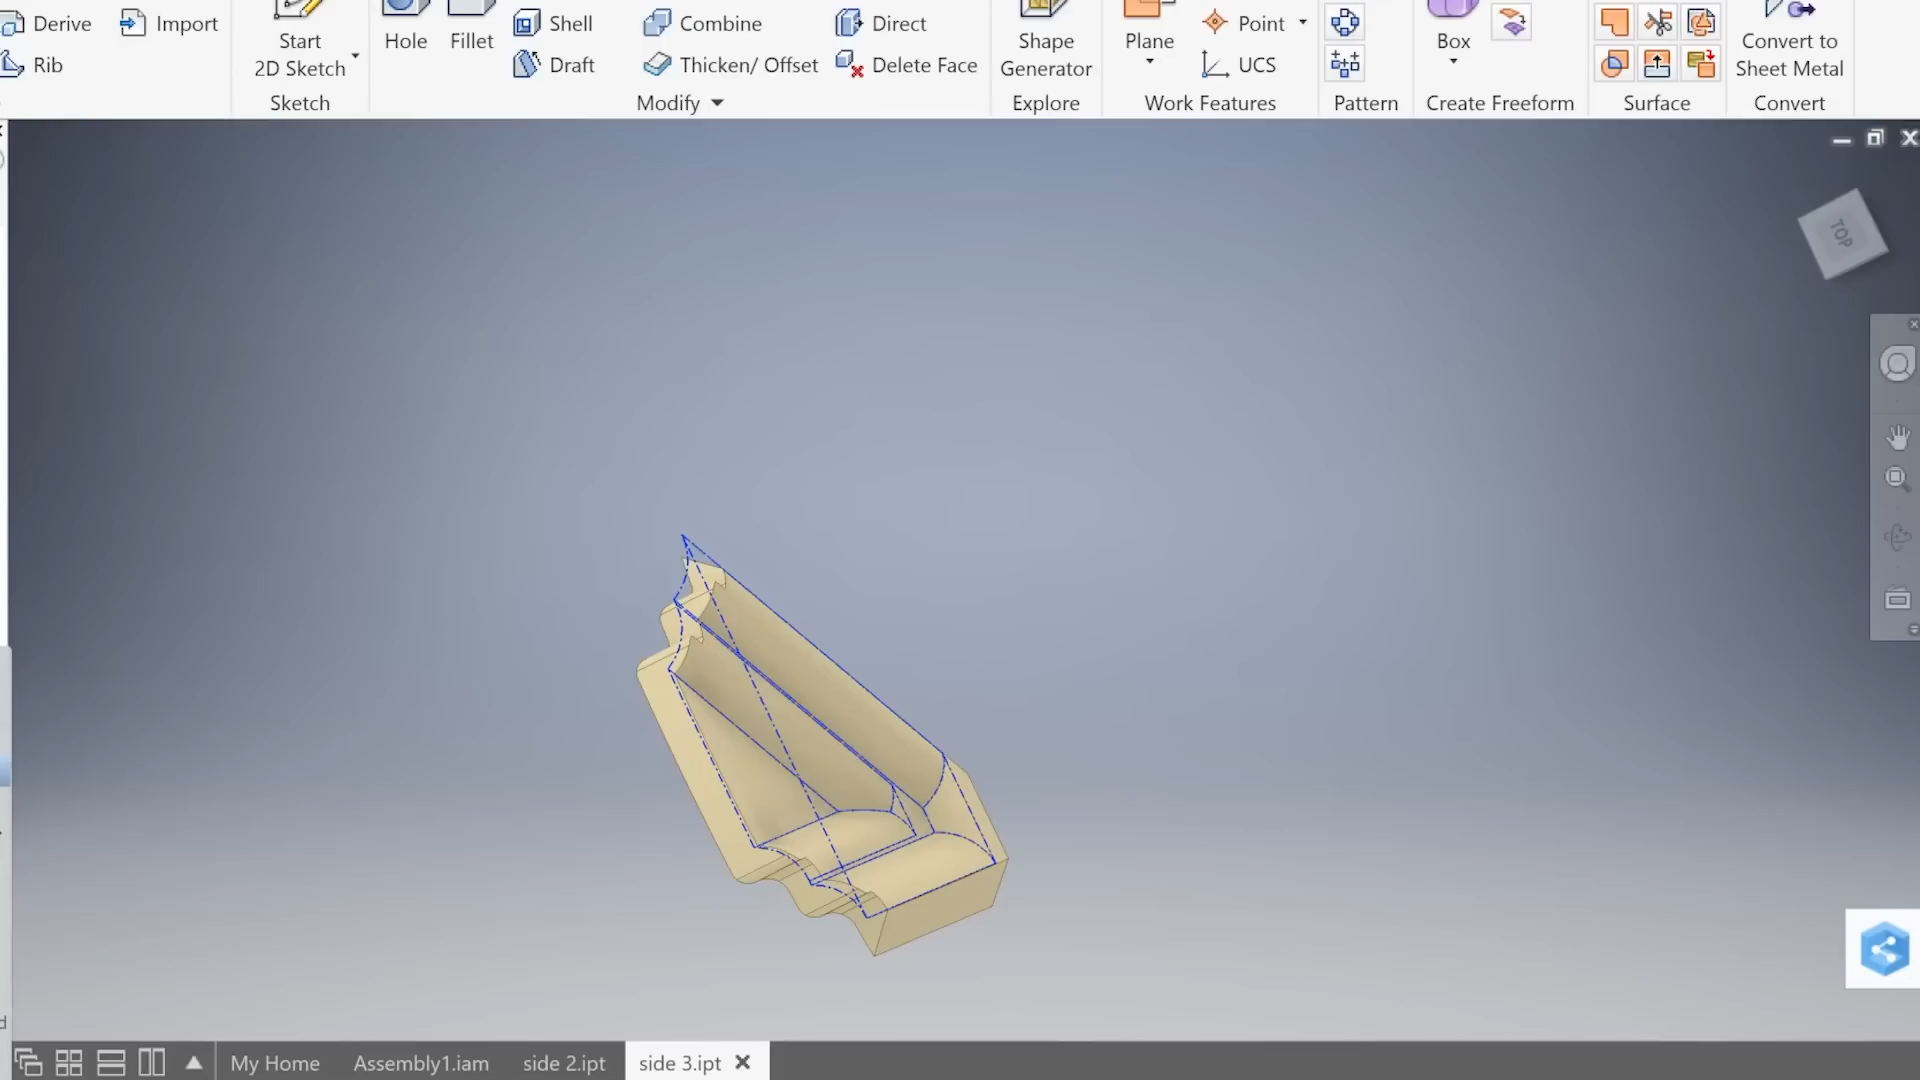 Derive
Import
Rib
Start
2D Sketch
Sketch
Hole
Fillet
Shell
Draft
Combine
Thicken/ Offset
Direct
Delete Face
Modify
Shape
Generator
Explore
Plane
Point
UCS
Work Features
Pattern
Box
Create Freeform
Surface
Convert to
Sheet Metal
Convert
TOP
d
My Home
Assembly1.iam
side 2.ipt
side 3.ipt